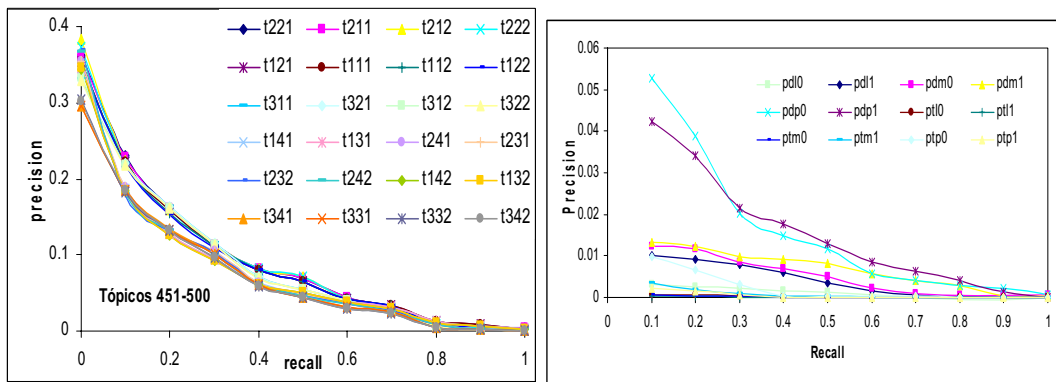 0.4
0.3
0.2
0.1
0
precision
t221 t211 t212 t222
t121 t111 t112 t122
t311 t321 t312 t322
t141 t131 t241 t231
t232 t242 t142 t132
t341 t331 t332 t342
Tópicos 451-500
0 0.2 0.4 0.6 0.8 1
recall
0.06
0.05
0.04
0.03
0.02
0.01
0
Precision
pdl0 pdl1 pdm0 pdm1
pdp0 pdp1 ptl0 ptl1
ptm0 ptm1 ptp0 ptp1
0.1 0.2 0.3 0.4 0.5 0.6 0.7 0.8 0.9 1
Recall